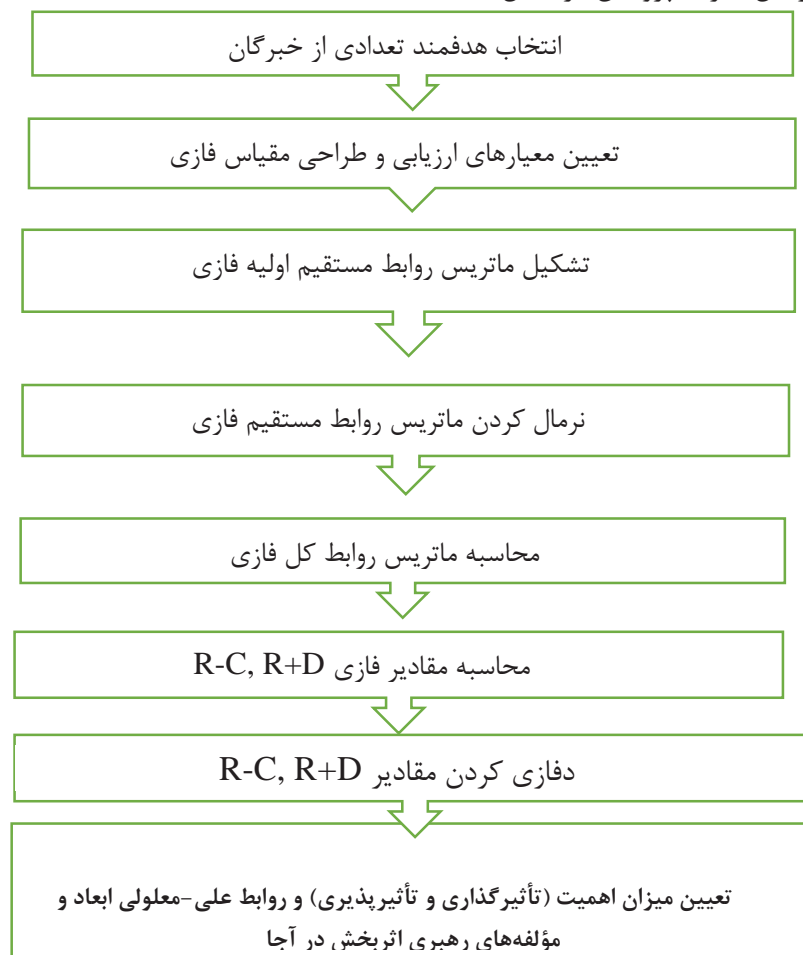 انتخاب هدفمند تعدادی از خبرگان
تعیین معیارهای ارزیابی و طراحی مقیاس فازی
تشکیل ماتریس روابط مستقیم اولیه فازی
نرمال کردن ماتریس روابط مستقیم فازی
محاسبه ماتریس روابط کل فازی
محاسبه مقادیر فازی R-C, R+D
دفازی کردن مقادیر R-C, R+D
تعیین میزان اهمیت (تأثیرگذاری و تأثیرپذیری) و روابط علی-معلولی ابعاد و
مؤلفه‌های رهبری اثربخش در آجا